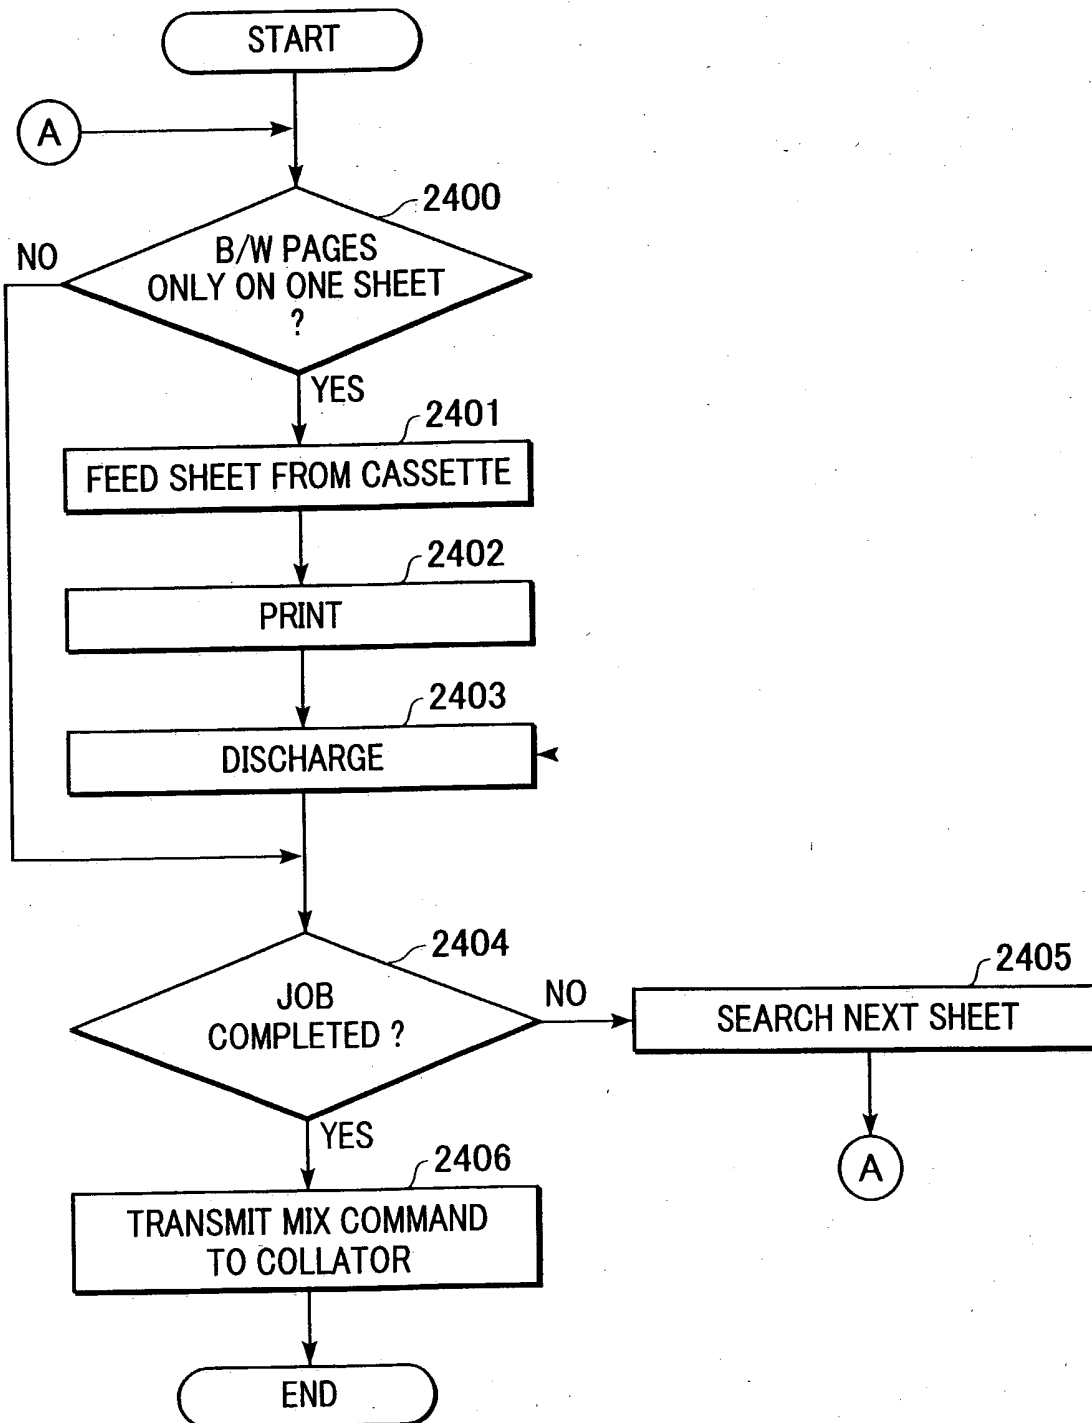 START
A
2400
NO
B/W PAGES
ONLY ON ONE SHEET
?
YES
2401
FEED SHEET FROM CASSETTE
2402
PRINT
2403
DISCHARGE
2404
JOB
COMPLETED ?
NO
2405
SEARCH NEXT SHEET
A
YES
2406
TRANSMIT MIX COMMAND
TO COLLATOR
END